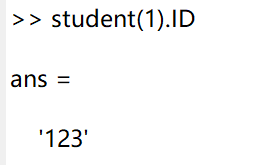 >> student(1).ID
ans =
'123'